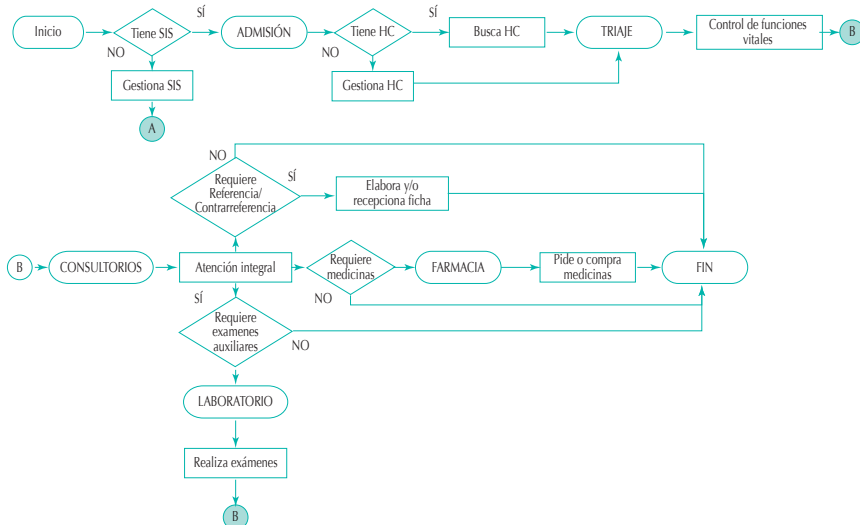 Inicio
Tiene SIS
SÍ
ADMISIÓN
Tiene HC
SÍ
Busca HC
TRIAJE
Control de funciones
vitales
B
NO
NO
Gestiona SIS
Gestiona HC
A
NO
Requiere
Referencia/
Contrarreferencia
SÍ
Elabora y/o
recepciona ficha
B
CONSULTORIOS
Atención integral
Requiere
medicinas
FARMACIA
Pide o compra
medicinas
FIN
SÍ
NO
Requiere
examenes
auxiliares
NO
LABORATORIO
Realiza exámenes
B